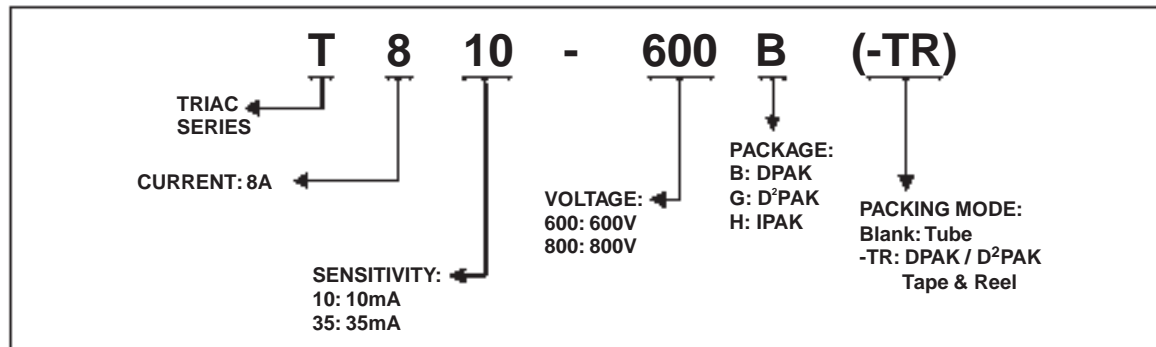 T 8 10 - 600 B (-TR)
TRIAC
SERIES
CURRENT: 8A
SENSITIVITY:
10: 10mA
35: 35mA
VOLTAGE:
600: 600V
800: 800V
PACKAGE:
B: DPAK
G: D²PAK
H: IPAK
PACKING MODE:
Blank: Tube
-TR: DPAK / D²PAK
Tape & Reel